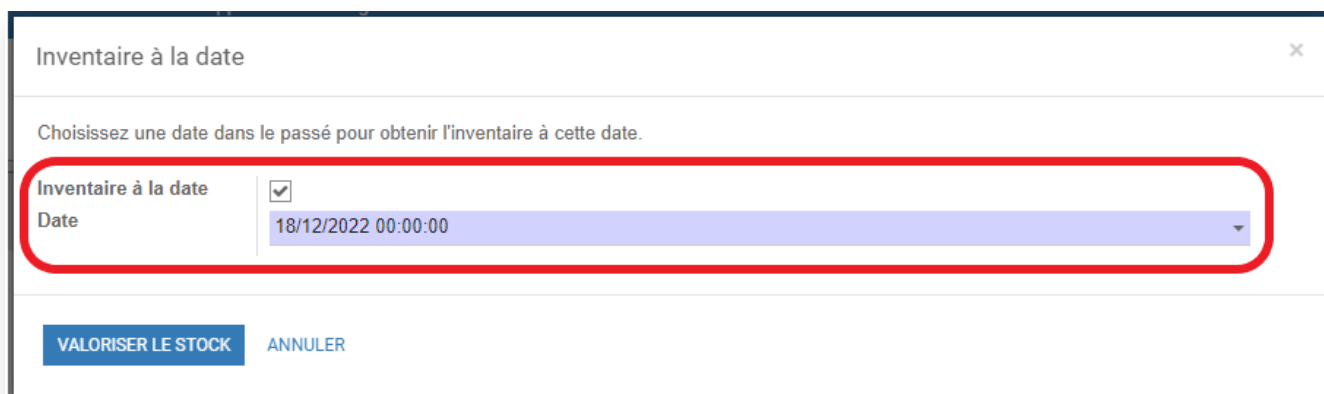 Inventaire à la date
×
Choisissez une date dans le passé pour obtenir l'inventaire à cette date.
Inventaire à la date
Date
18/12/2022 00:00:00
VALORISER LE STOCK ANNULER